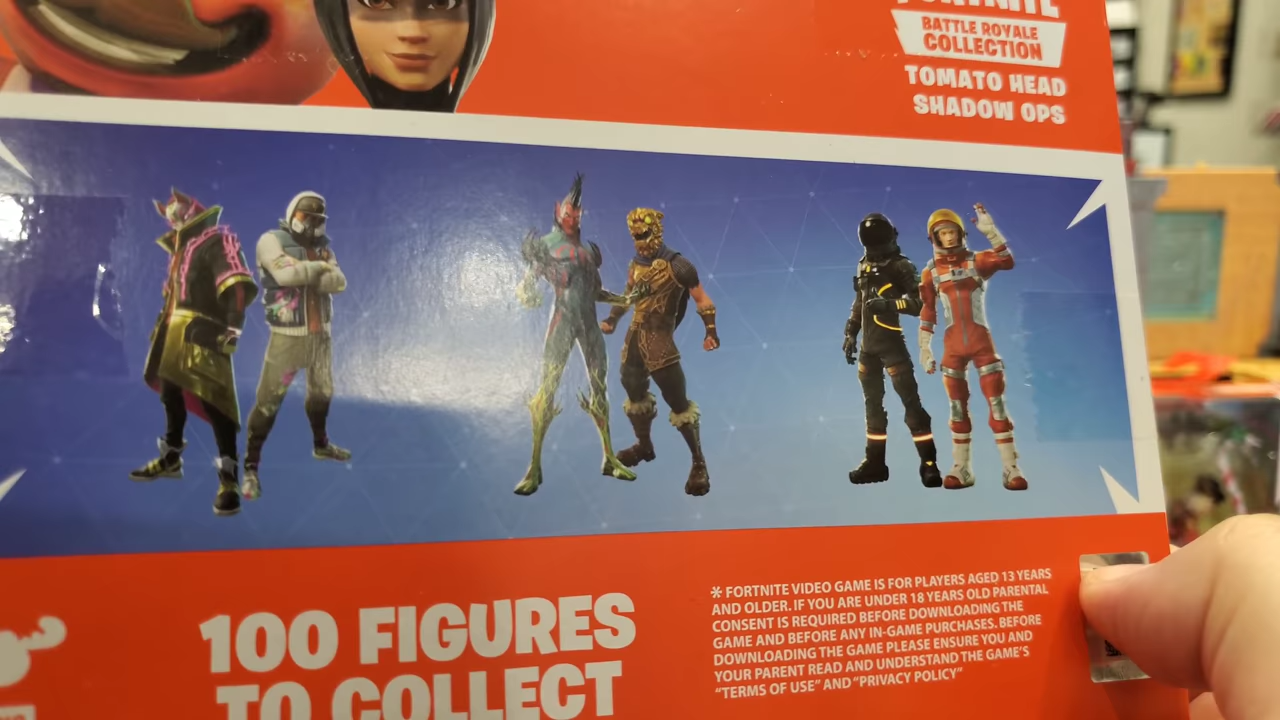 FORTNITE
BATTLE ROYALE
COLLECTION
TOMATO HEAD
SHADOW OPS
100 FIGURES
TO COLLECT
* FORTNITE VIDEO GAME IS FOR PLAYERS AGED 13 YEARS
AND OLDER. IF YOU ARE UNDER 18 YEARS OLD PARENTAL
CONSENT IS REQUIRED BEFORE DOWNLOADING THE
GAME AND BEFORE ANY IN-GAME PURCHASES. BEFORE
DOWNLOADING THE GAME PLEASE ENSURE YOU AND
YOUR PARENT READ AND UNDERSTAND THE GAME'S
"TERMS OF USE" AND "PRIVACY POLICY"